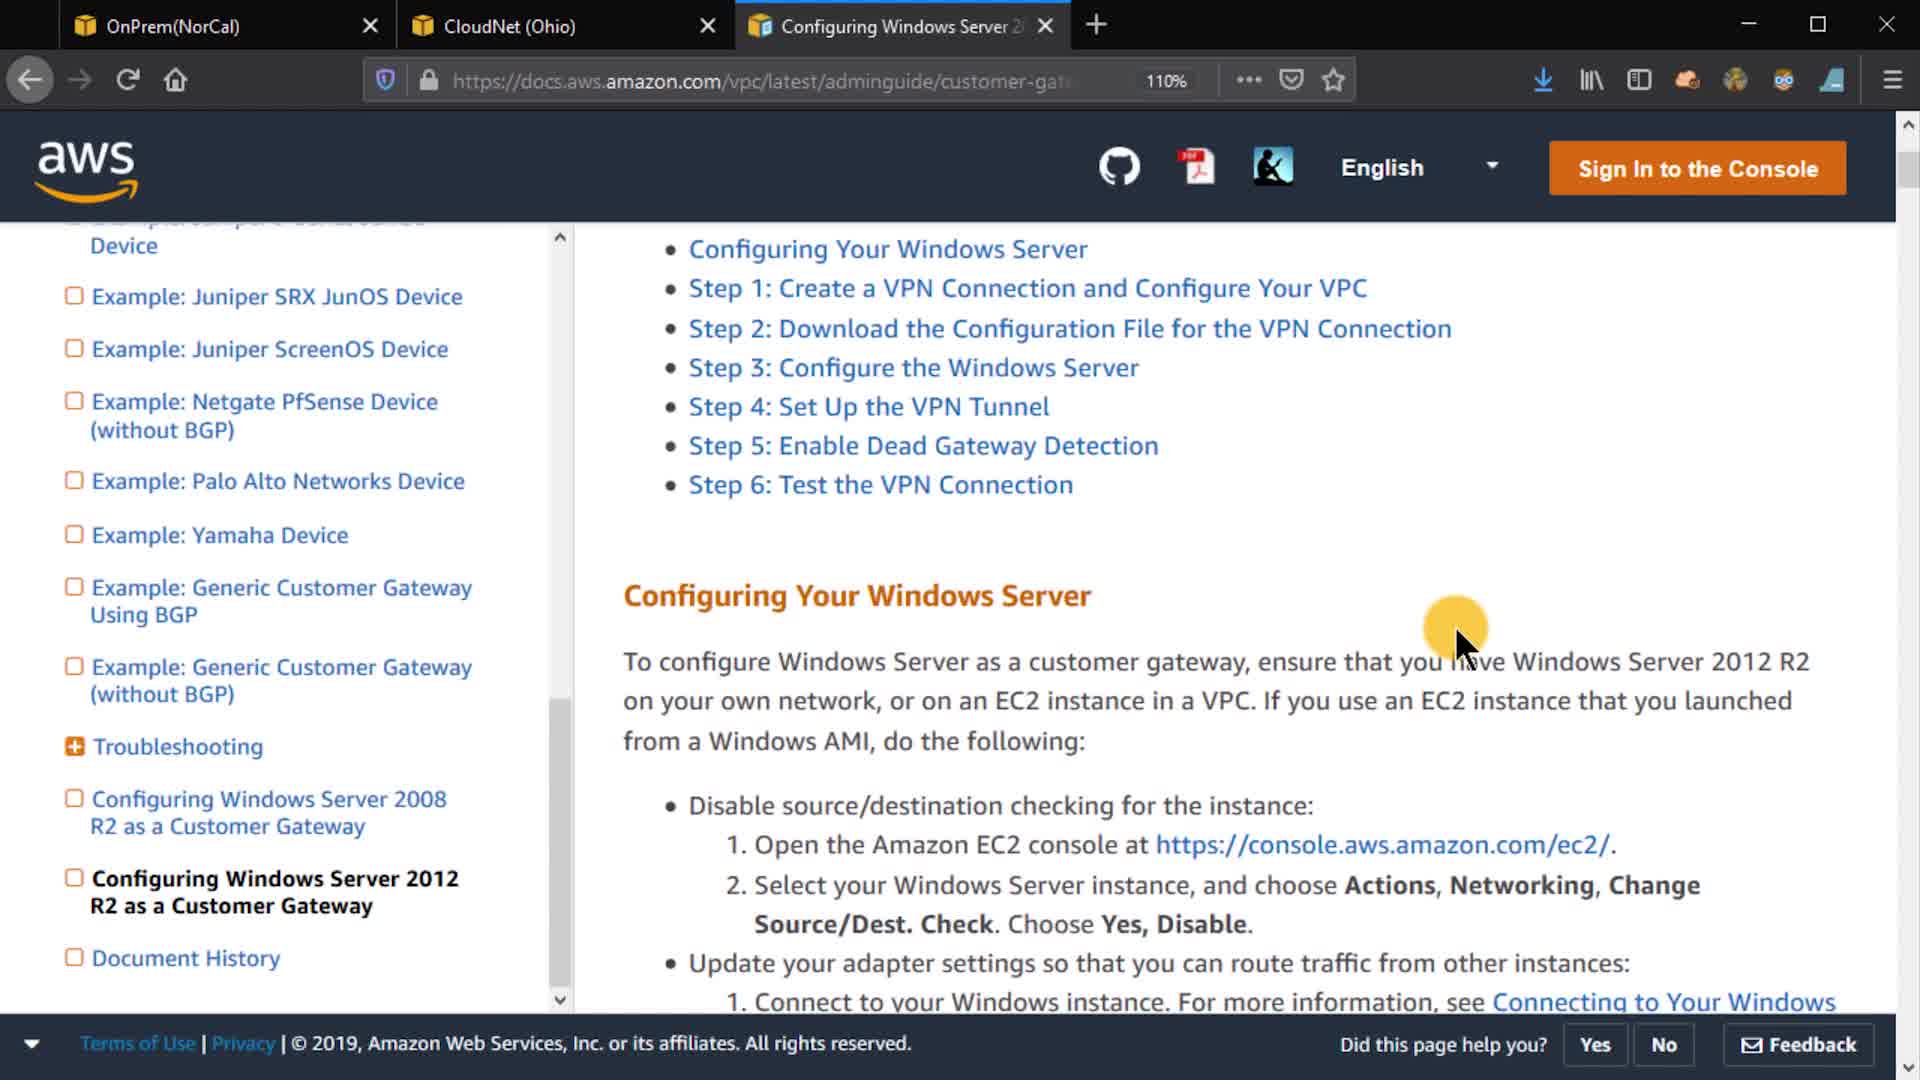 OnPrem(NorCal)
CloudNet (Ohio)
Configuring Windows Server 2
https://docs.aws.amazon.com/vpc/latest/adminguide/customer-gat
110%
aws
PDF
English
Sign In to the Console
Device
Example: Juniper SRX JunOS Device
Example: Juniper ScreenOS Device
Example: Netgate PfSense Device
(without BGP)
Example: Palo Alto Networks Device
Example: Yamaha Device
Example: Generic Customer Gateway
Using BGP
Example: Generic Customer Gateway
(without BGP)
Troubleshooting
Configuring Windows Server 2008
R2 as a Customer Gateway
Configuring Windows Server 2012
R2 as a Customer Gateway
Document History
• Configuring Your Windows Server
• Step 1: Create a VPN Connection and Configure Your VPC
• Step 2: Download the Configuration File for the VPN Connection
• Step 3: Configure the Windows Server
• Step 4: Set Up the VPN Tunnel
• Step 5: Enable Dead Gateway Detection
• Step 6: Test the VPN Connection
Configuring Your Windows Server
To configure Windows Server as a customer gateway, ensure that you have Windows Server 2012 R2
on your own network, or on an EC2 instance in a VPC. If you use an EC2 instance that you launched
from a Windows AMI, do the following:
• Disable source/destination checking for the instance:
1. Open the Amazon EC2 console at https://console.aws.amazon.com/ec2/.
2. Select your Windows Server instance, and choose Actions, Networking, Change
Source/Dest. Check. Choose Yes, Disable.
• Update your adapter settings so that you can route traffic from other instances:
1. Connect to your Windows instance. For more information, see Connecting to Your Windows
Terms of Use | Privacy | © 2019, Amazon Web Services, Inc. or its affiliates. All rights reserved.
Did this page help you?
Yes
No
Feedback